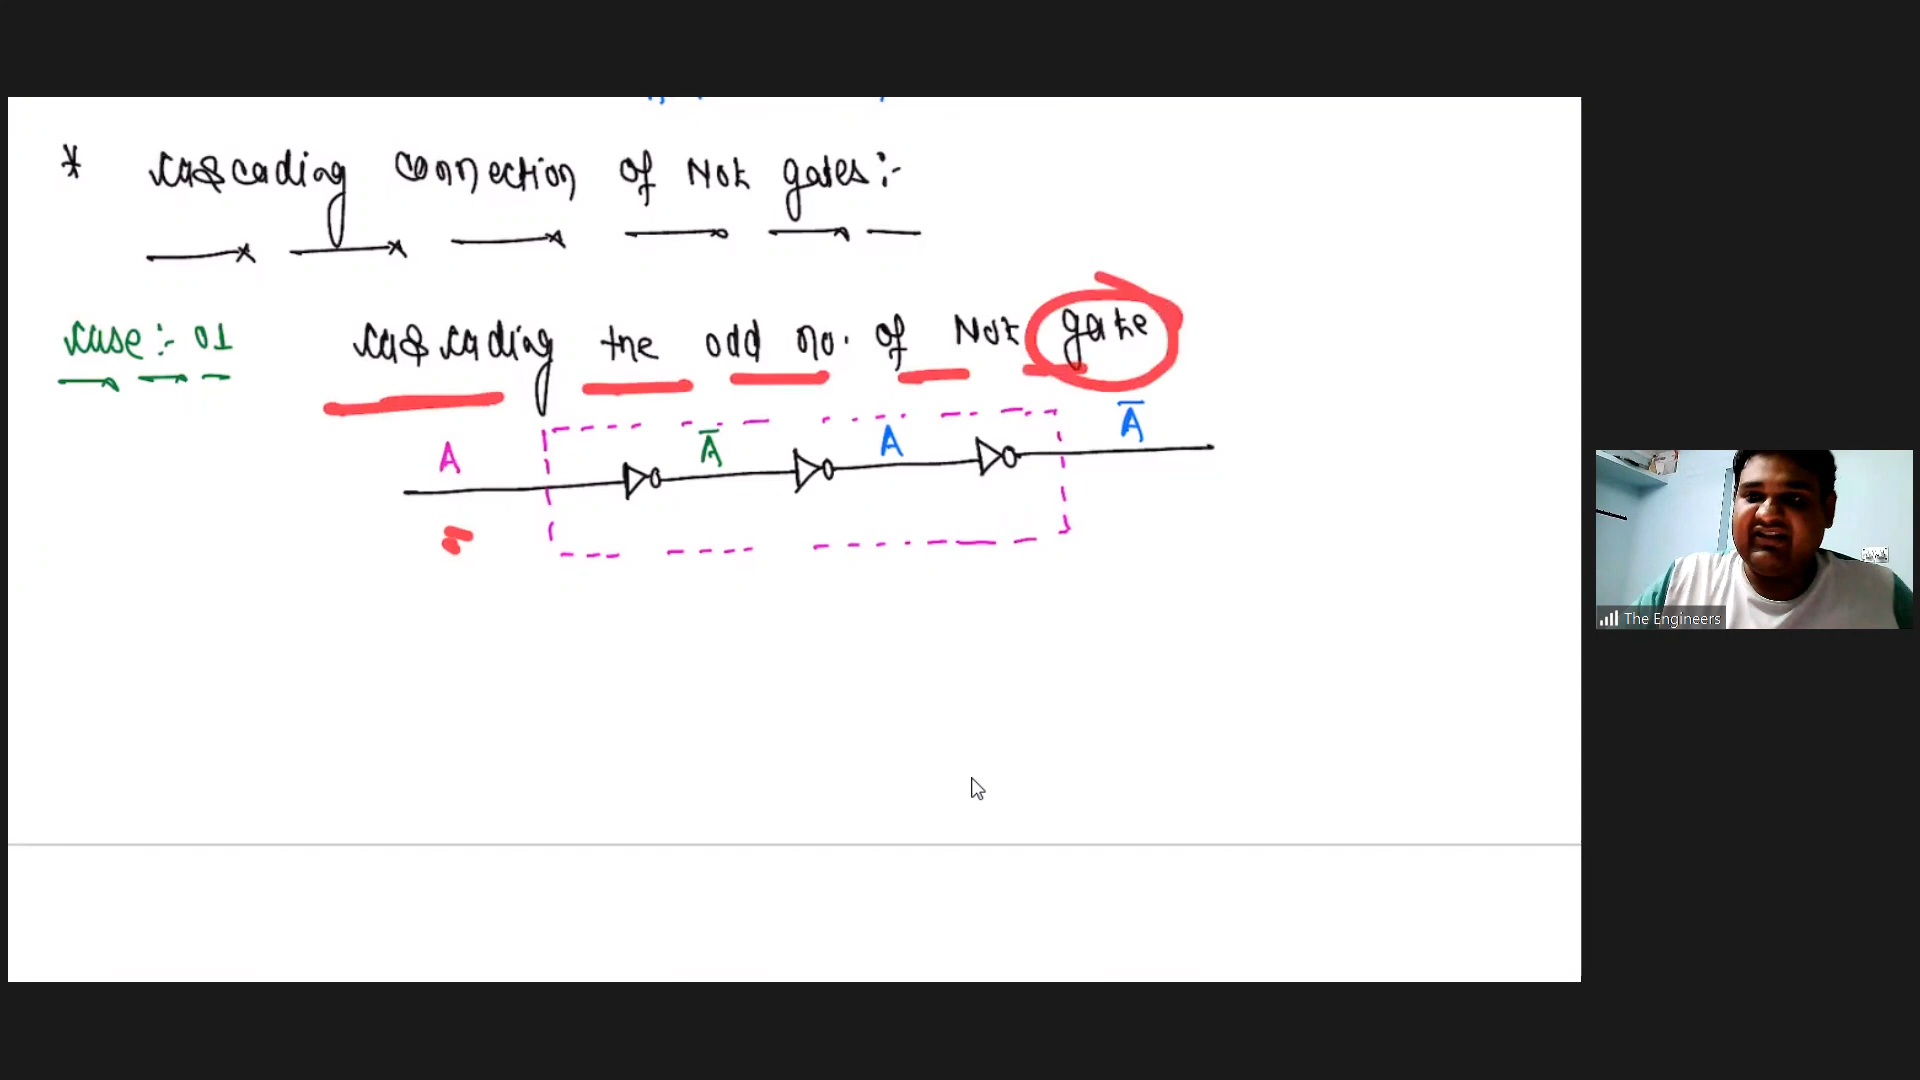 * Cascading connection of Not gates:-
Case:- 01 Cascading the odd no. of Not gate
A Ā A Ā
The Engineers